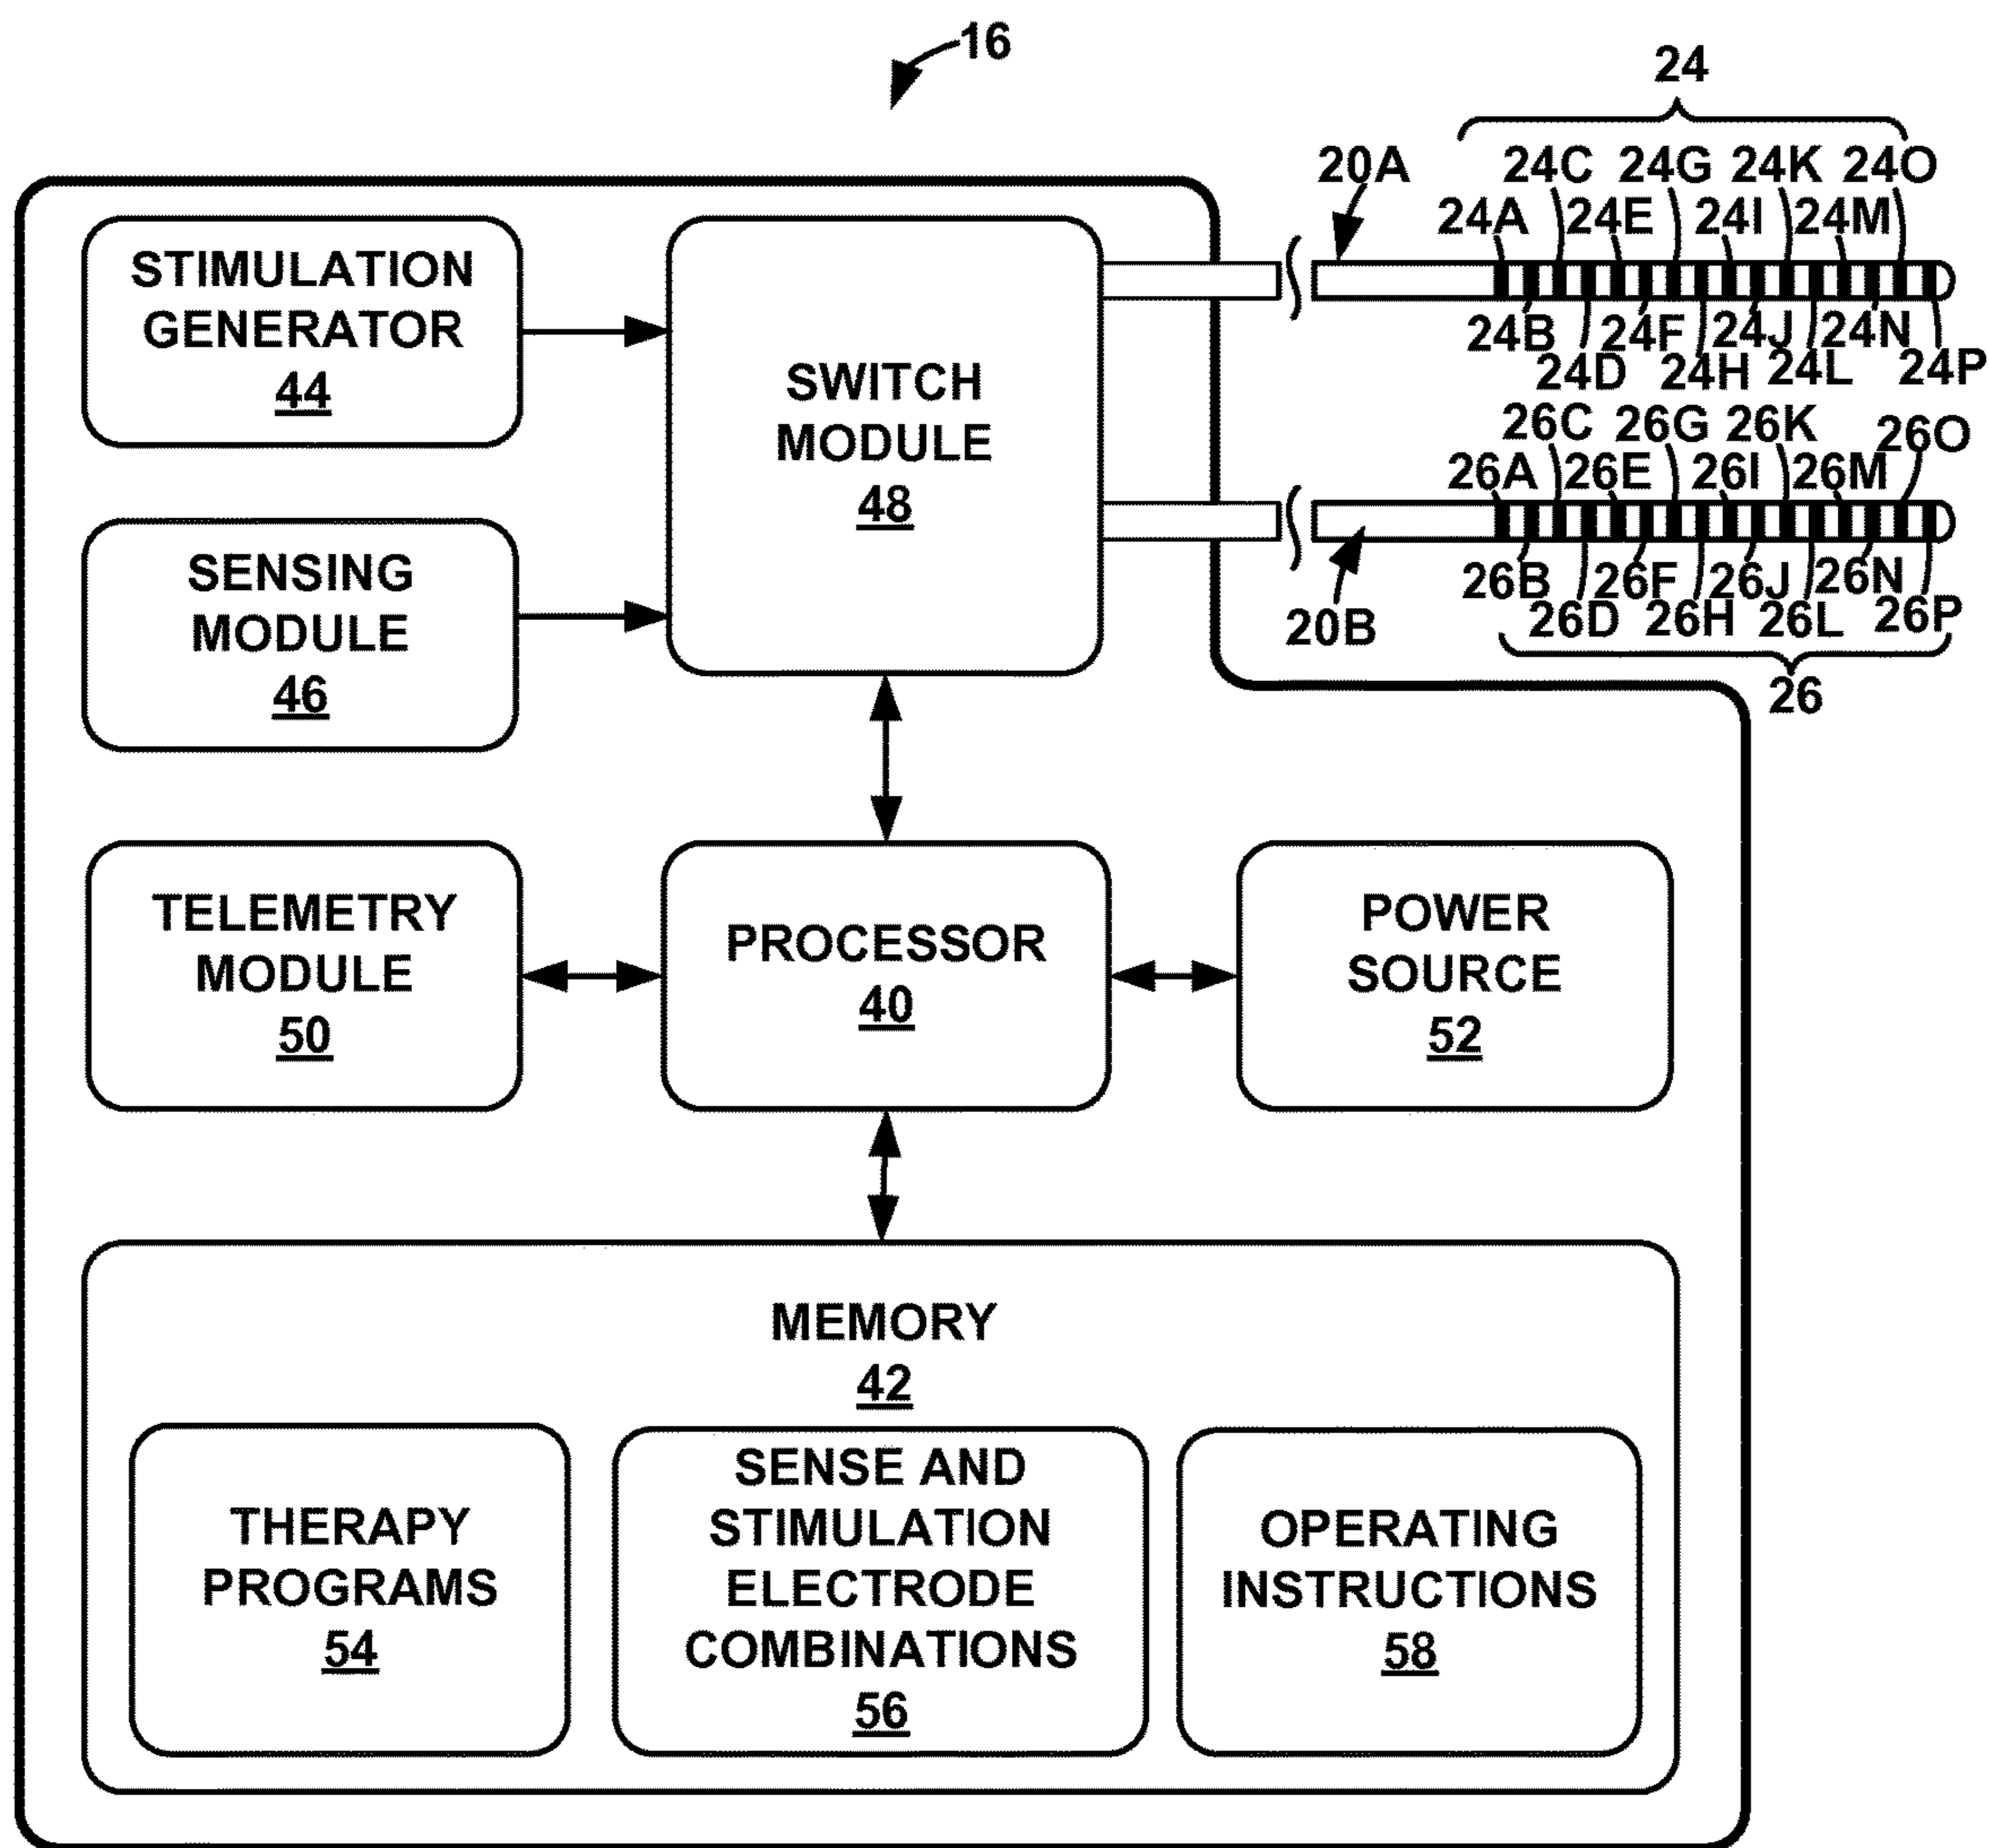 16
24
20A
24C 24G 24K 24O
24A 24E 24I 24M
24B 24F 24J 24N
24D 24H 24L 24P
26C 26G 26K 26O
26A 26E 26I 26M
26B 26F 26J 26N
26D 26H 26L 26P
20B
26
STIMULATION
GENERATOR
44
SWITCH
MODULE
48
SENSING
MODULE
46
TELEMETRY
MODULE
50
PROCESSOR
40
POWER
SOURCE
52
MEMORY
42
THERAPY
PROGRAMS
54
SENSE AND
STIMULATION
ELECTRODE
COMBINATIONS
56
OPERATING
INSTRUCTIONS
58